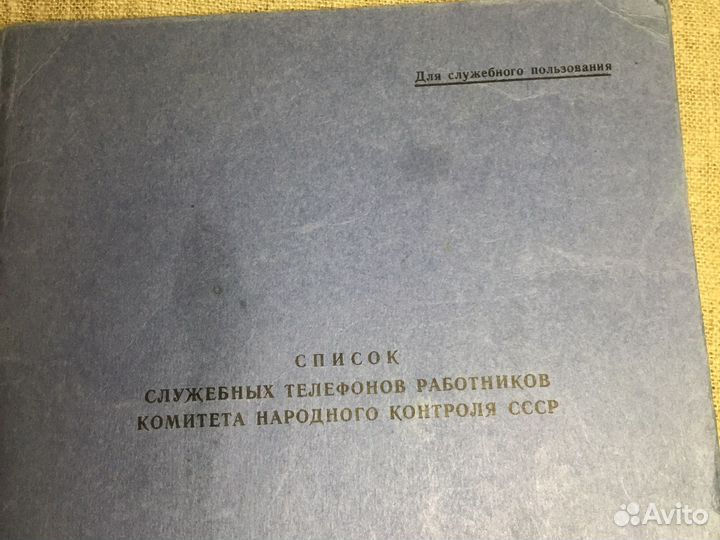 Для служебного пользования
СПИСОК
СЛУЖЕБНЫХ ТЕЛЕФОНОВ РАБОТНИКОВ
КОМИТЕТА НАРОДНОГО КОНТРОЛЯ СССР
Avito